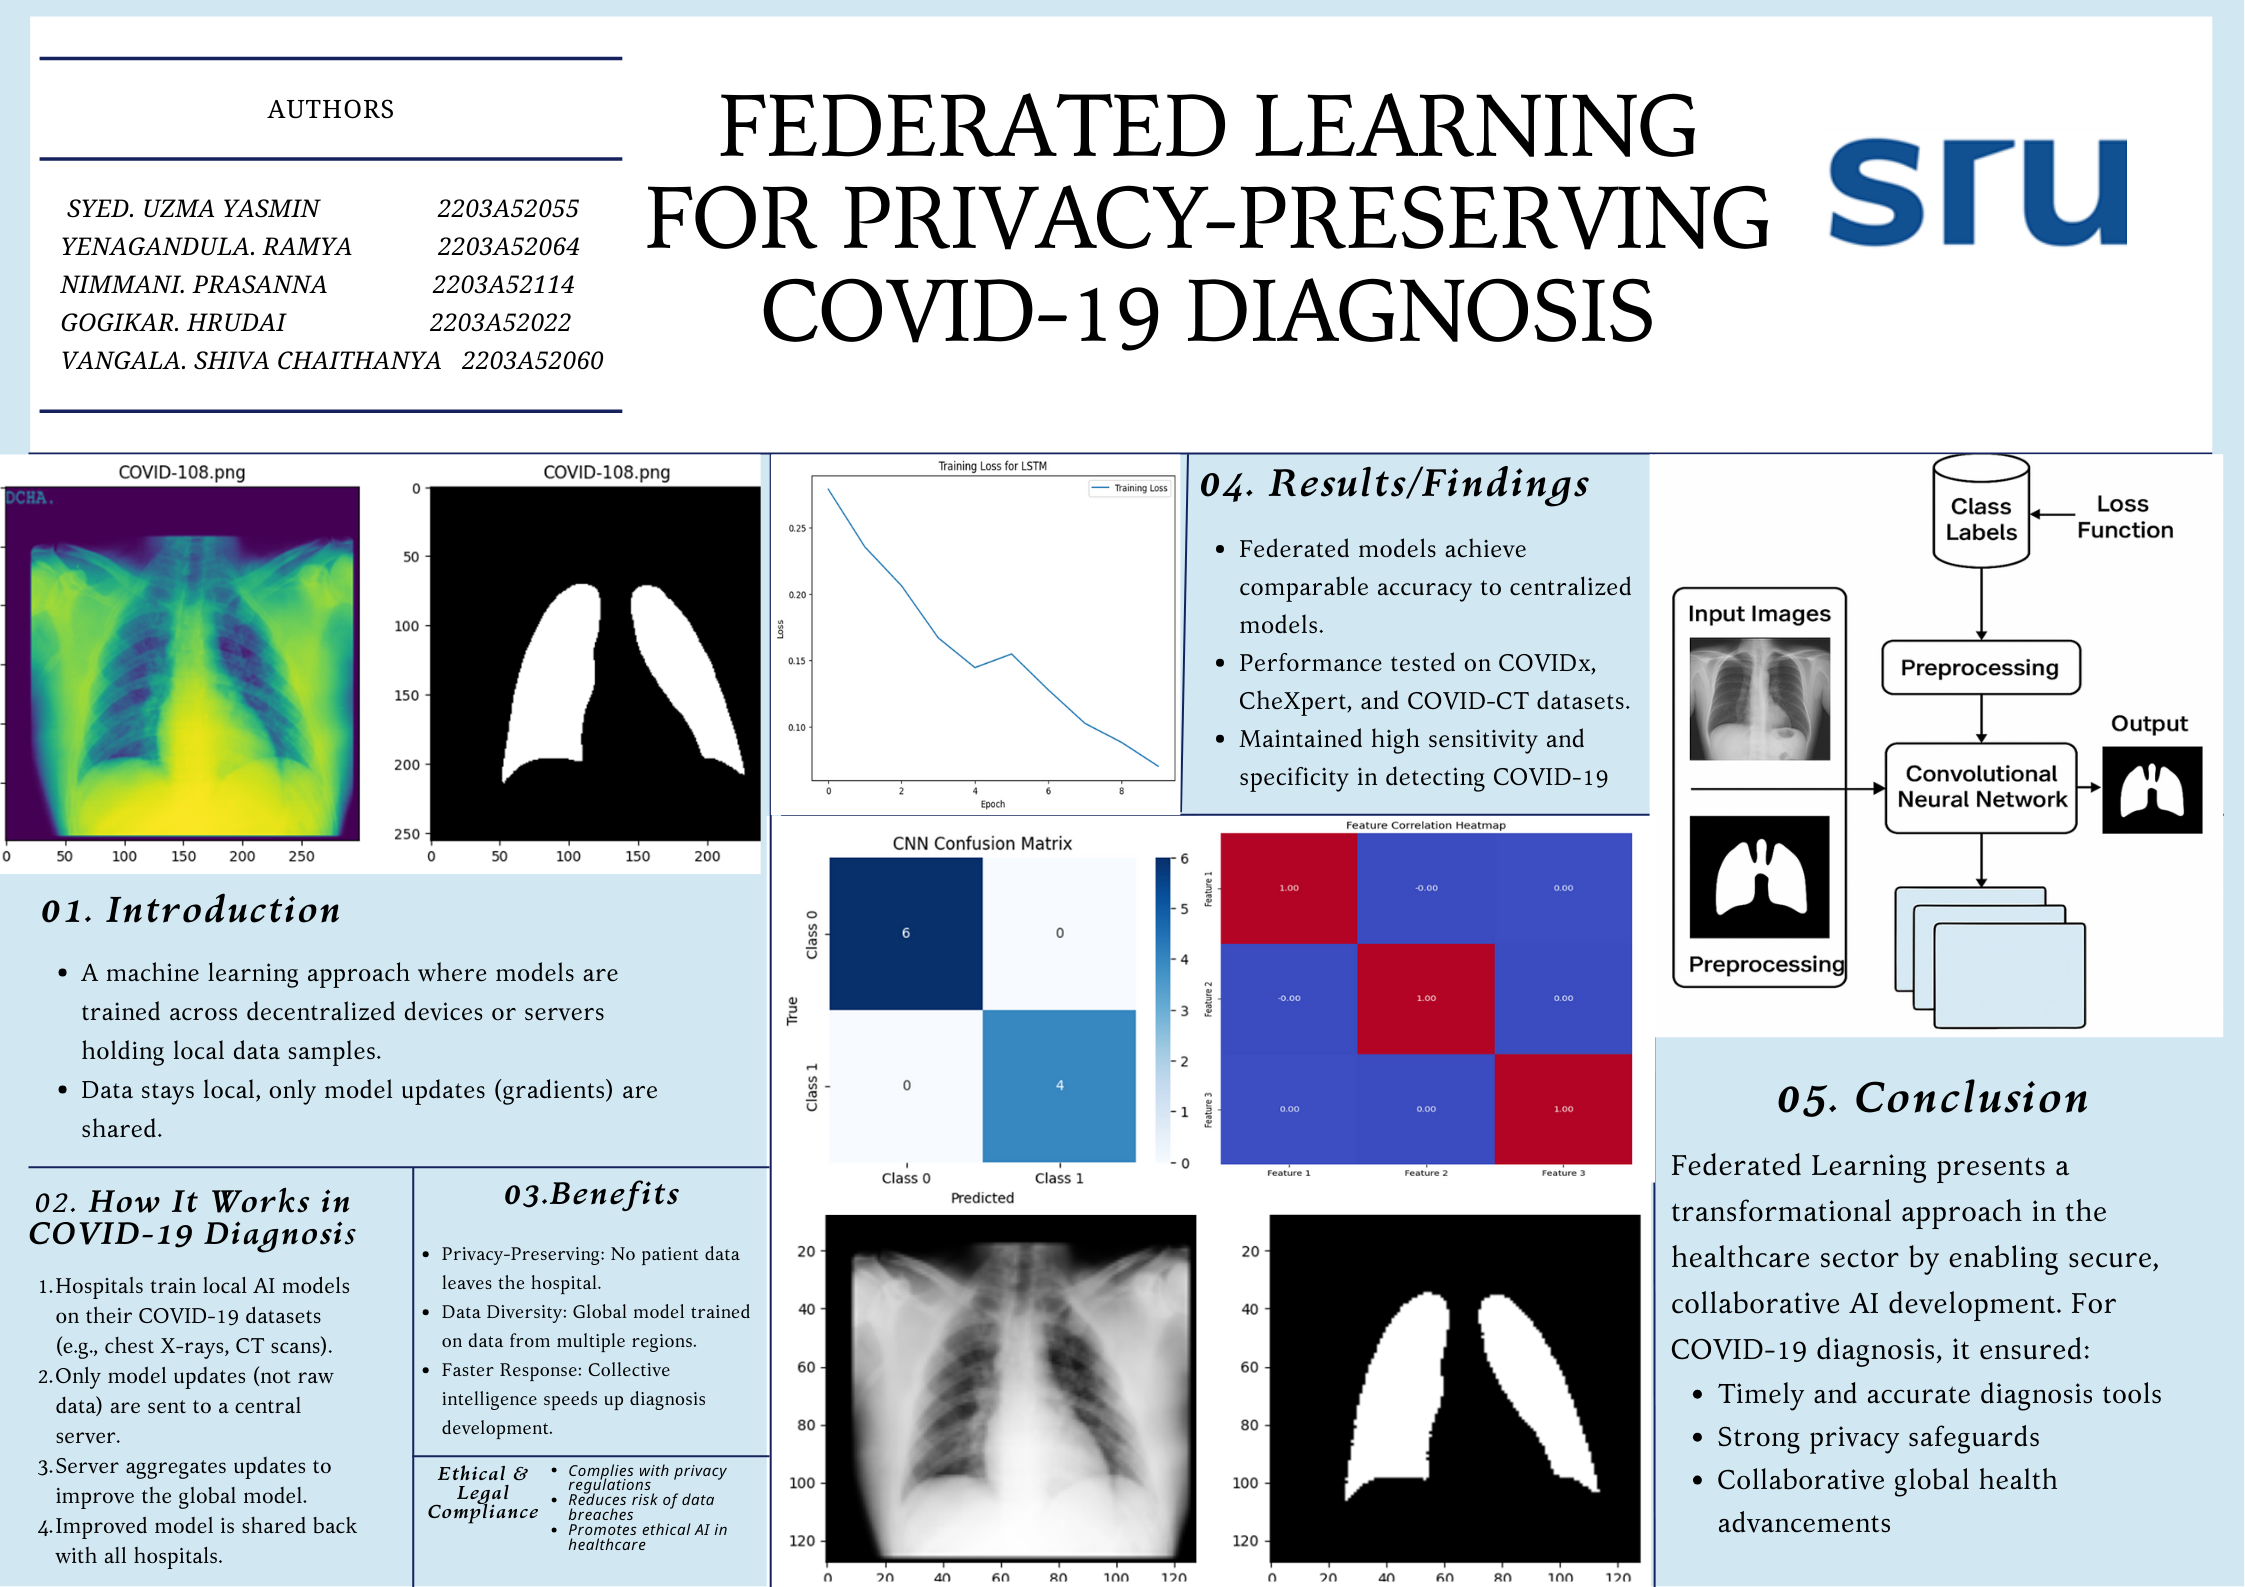 AUTHORS
SYED. UZMA YASMIN 2203A52055
YENAGANDULA. RAMYA 2203A52064
NIMMANI. PRASANNA 2203A52114
GOGIKAR. HRUDAI 2203A52022
VANGALA. SHIVA CHAITHANYA 2203A52060
FEDERATED LEARNING
FOR PRIVACY-PRESERVING
COVID-19 DIAGNOSIS
sru
COVID-108.png
DCHA.
0 50 100 150 200 250
COVID-108.png
0
50
100
150
200
250
0 50 100 150 200
01. Introduction
• A machine learning approach where models are
trained across decentralized devices or servers
holding local data samples.
• Data stays local, only model updates (gradients) are
shared.
02. How It Works in
COVID-19 Diagnosis
1. Hospitals train local AI models
on their COVID-19 datasets
(e.g., chest X-rays, CT scans).
2. Only model updates (not raw
data) are sent to a central
server.
3. Server aggregates updates to
improve the global model.
4. Improved model is shared back
with all hospitals.
03.Benefits
• Privacy-Preserving: No patient data
leaves the hospital.
• Data Diversity: Global model trained
on data from multiple regions.
• Faster Response: Collective
intelligence speeds up diagnosis
development.
Ethical &
Legal
Compliance
• Complies with privacy
regulations
• Reduces risk of data
breaches
• Promotes ethical AI in
healthcare
Training Loss for LSTM
Training Loss
Loss
0.25
0.20
0.15
0.10
0 2 4 6 8
Epoch
04. Results/Findings
• Federated models achieve
comparable accuracy to centralized
models.
• Performance tested on COVIDx,
CheXpert, and COVID-CT datasets.
• Maintained high sensitivity and
specificity in detecting COVID-19
CNN Confusion Matrix
True
Class 0
6 0
Class 1
0 4
Class 0 Class 1
Predicted
6
5
4
3
2
1
0
Feature Correlation Heatmap
Feature 1
1.00 -0.00 0.00
Feature 2
-0.00 1.00 0.00
Feature 3
0.00 0.00 1.00
Feature 1 Feature 2 Feature 3
20
40
60
80
100
120
0 20 40 60 80 100 120
20
40
60
80
100
120
0 20 40 60 80 100 120
Class
Labels
Loss
Function
Input Images
Preprocessing
Output
Convolutional
Neural Network
Preprocessing
05. Conclusion
Federated Learning presents a
transformational approach in the
healthcare sector by enabling secure,
collaborative AI development. For
COVID-19 diagnosis, it ensured:
• Timely and accurate diagnosis tools
• Strong privacy safeguards
• Collaborative global health
advancements